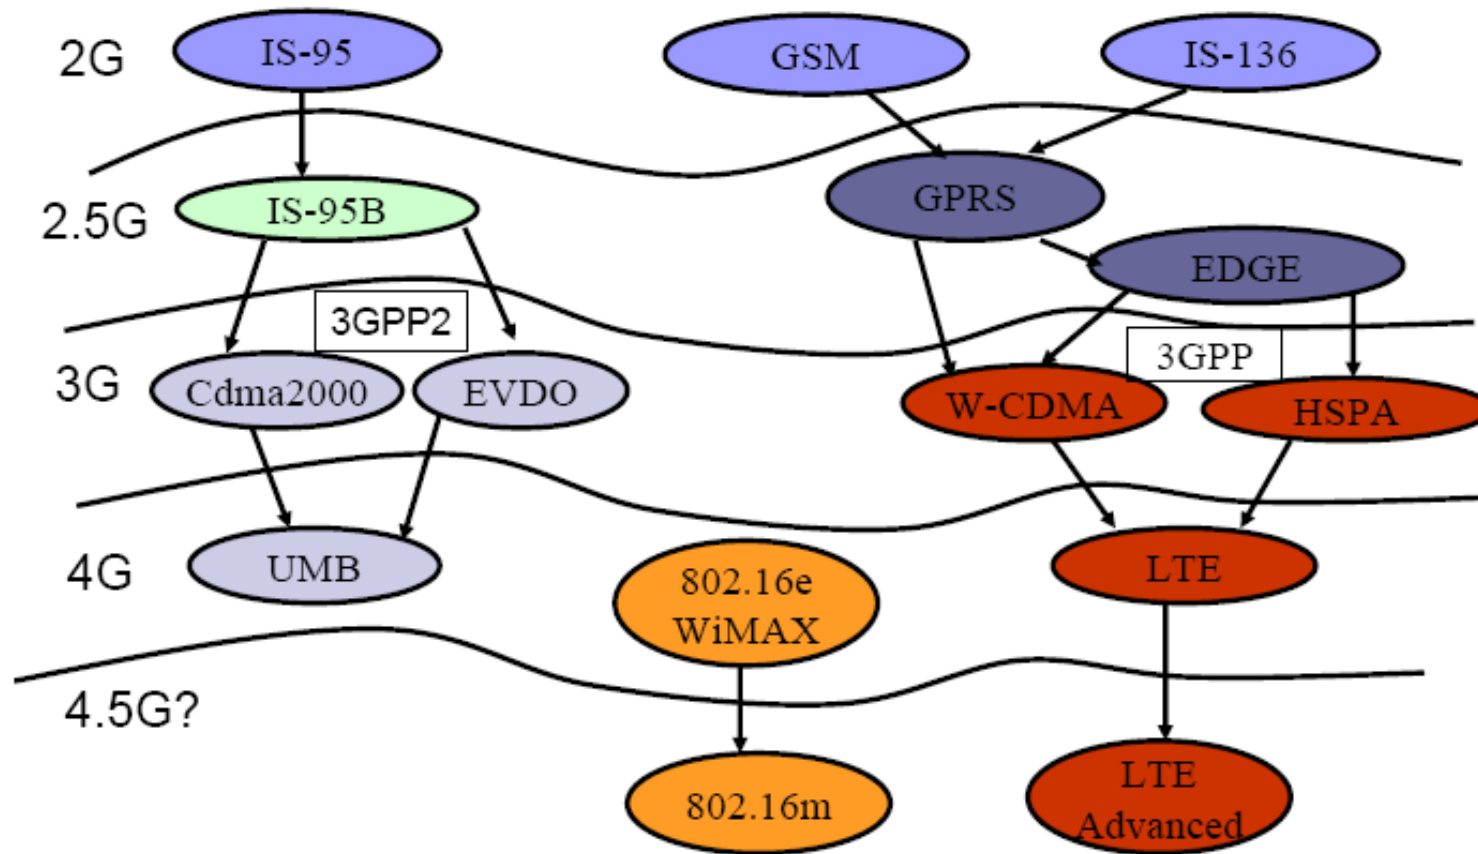 2G
IS-95
GSM
IS-136
2.5G
IS-95B
GPRS
EDGE
3GPP2
3GPP
3G
Cdma2000
EVDO
W-CDMA
HSPA
4G
UMB
802.16e
WiMAX
LTE
4.5G?
802.16m
LTE
Advanced